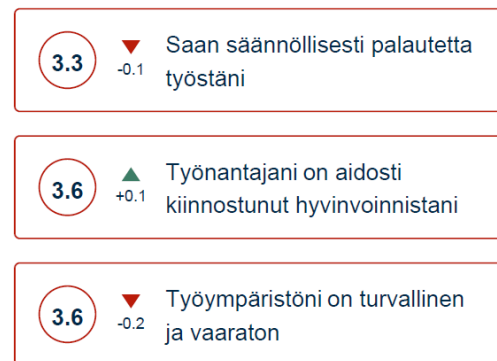 3.3
-0.1
Saan säännöllisesti palautetta
työstäni
3.6
+0.1
Työnantajani on aidosti
kiinnostunut hyvinvoinnistani
3.6
-0.2
Työympäristöni on turvallinen
ja vaaraton